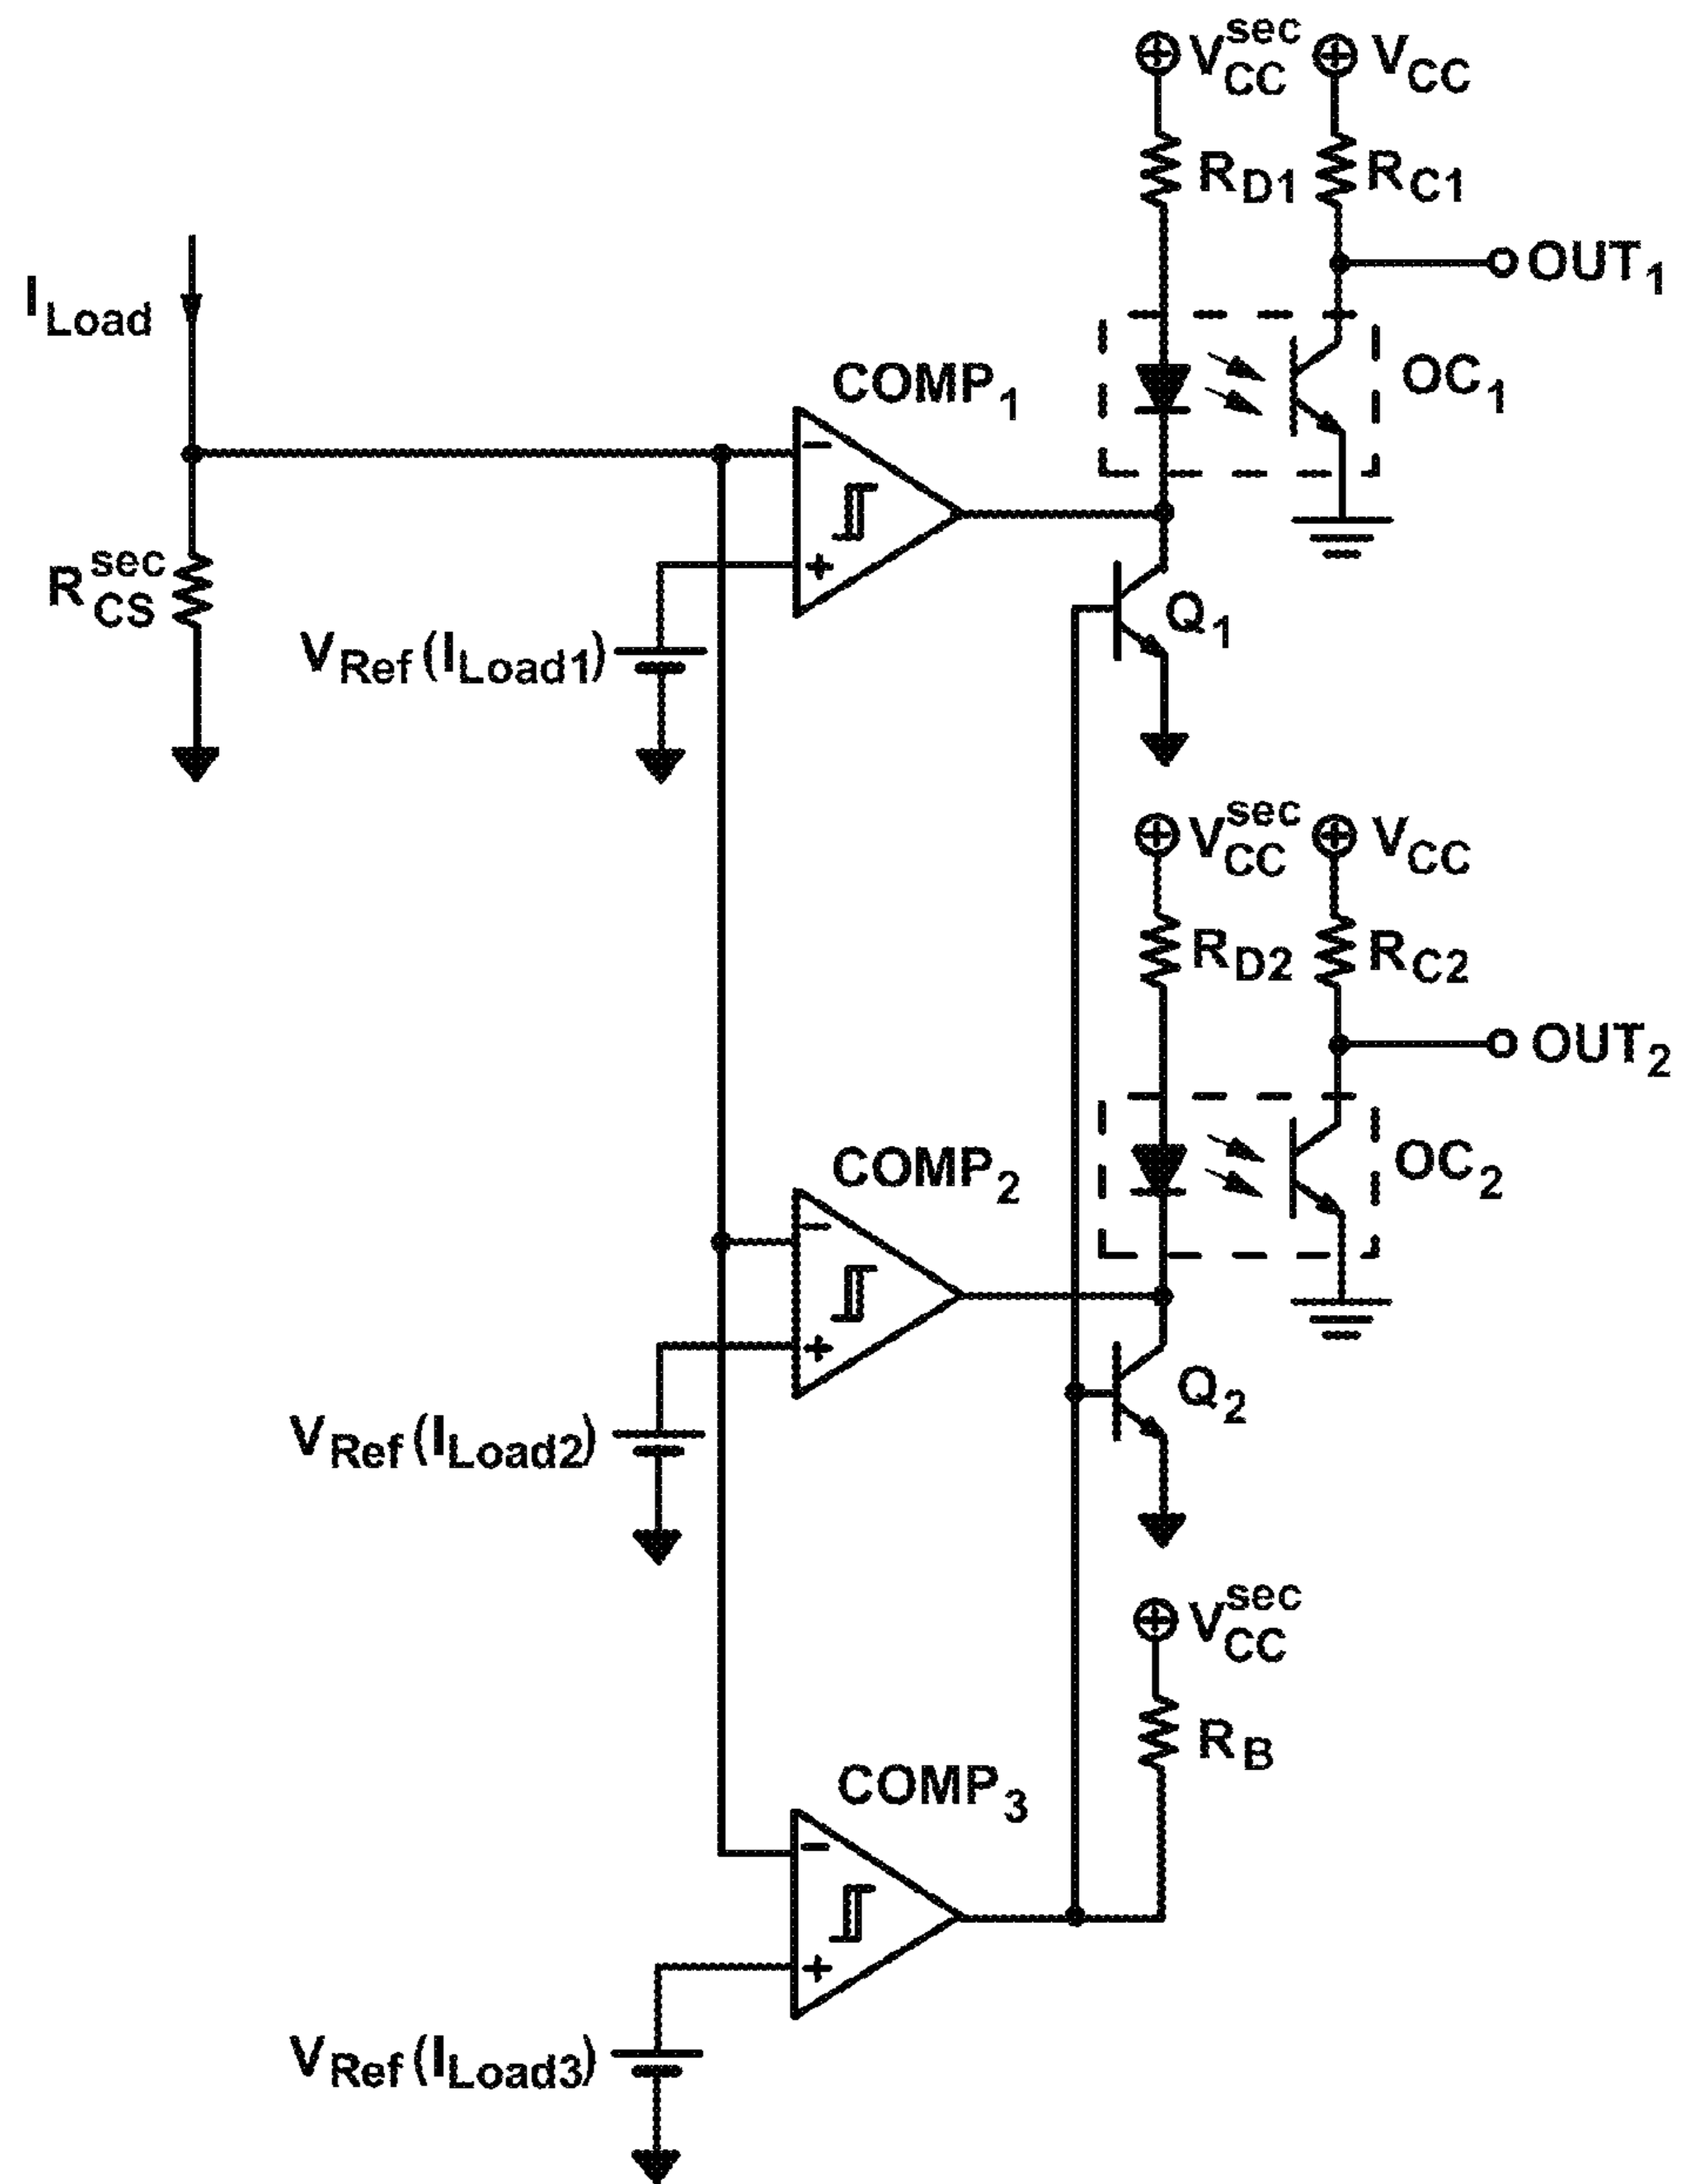 V_CC^sec V_CC
R_D1 R_C1
OUT_1
I_Load
COMP_1
OC_1
−
+
R_CS^sec
V_Ref(I_Load1)
Q_1
V_CC^sec V_CC
R_D2 R_C2
OUT_2
COMP_2
OC_2
−
+
Q_2
V_Ref(I_Load2)
V_CC^sec
R_B
COMP_3
−
+
V_Ref(I_Load3)